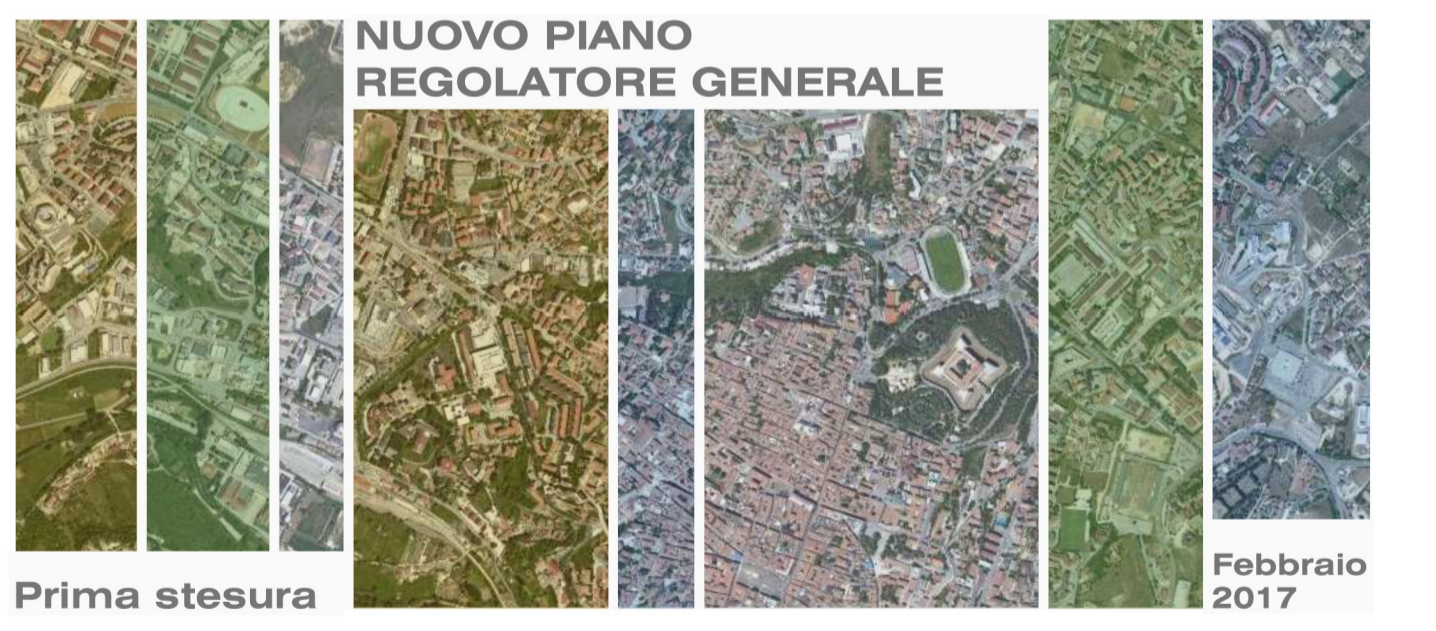 NUOVO PIANO
REGOLATORE GENERALE
Prima stesura
Febbraio
2017